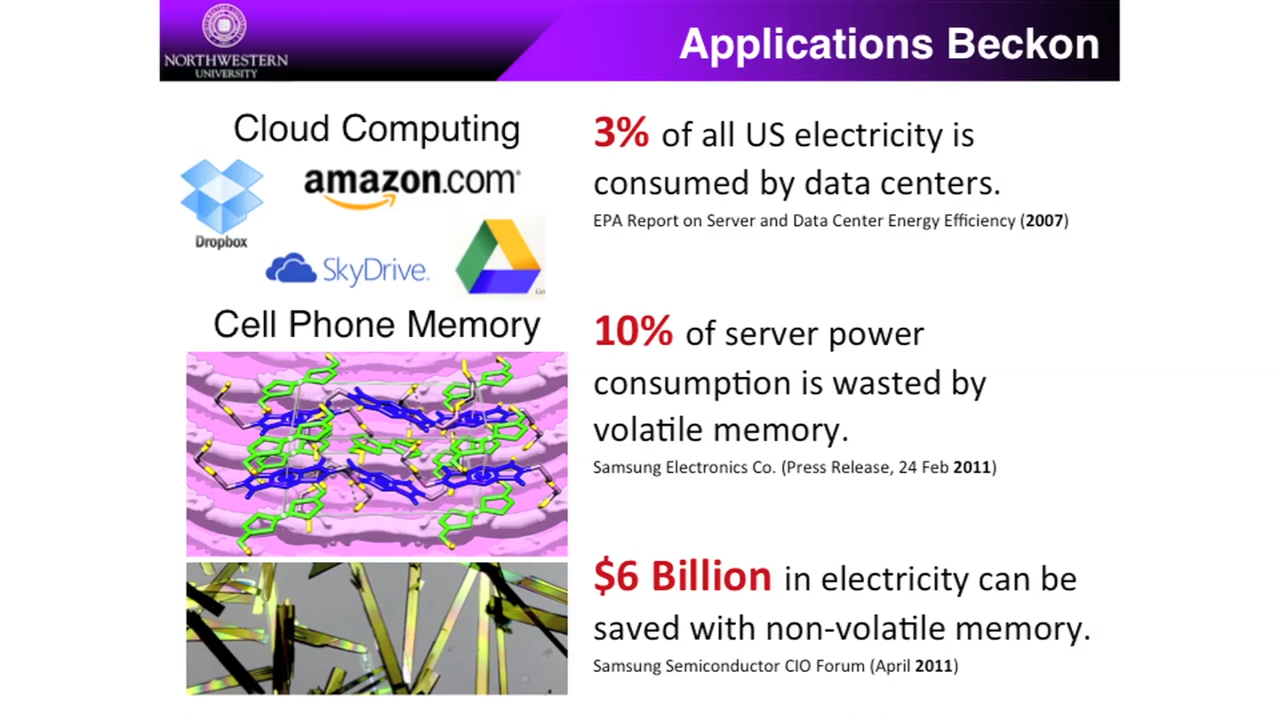 NORTHWESTERN
UNIVERSITY
Applications Beckon
Cloud Computing
Dropbox
amazon.com
SkyDrive.
Cell Phone Memory
3% of all US electricity is
consumed by data centers.
EPA Report on Server and Data Center Energy Efficiency (2007)
10% of server power
consumption is wasted by
volatile memory.
Samsung Electronics Co. (Press Release, 24 Feb 2011)
$6 Billion in electricity can be
saved with non-volatile memory.
Samsung Semiconductor CIO Forum (April 2011)